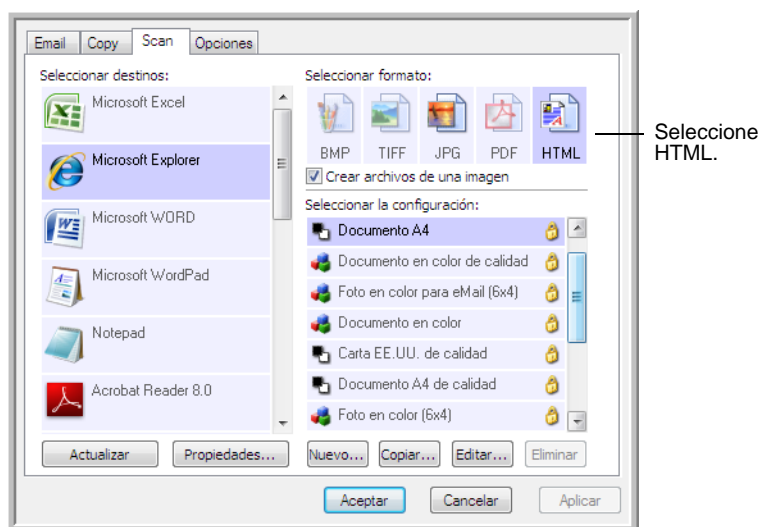 Email Copy Scan Opciones
Seleccionar destinos:
Microsoft Excel
Microsoft Explorer
Microsoft WORD
Microsoft WordPad
Notepad
Acrobat Reader 8.0
Actualizar Propiedades...
Seleccionar formato:
BMP TIFF JPG PDF HTML
Crear archivos de una imagen
Seleccionar la configuración:
Documento A4
Documento en color de calidad
Foto en color para eMail (6x4)
Documento en color
Carta EE.UU. de calidad
Documento A4 de calidad
Foto en color (6x4)
Nuevo... Copiar... Editar... Eliminar
Aceptar Cancelar Aplicar
Seleccione
HTML.